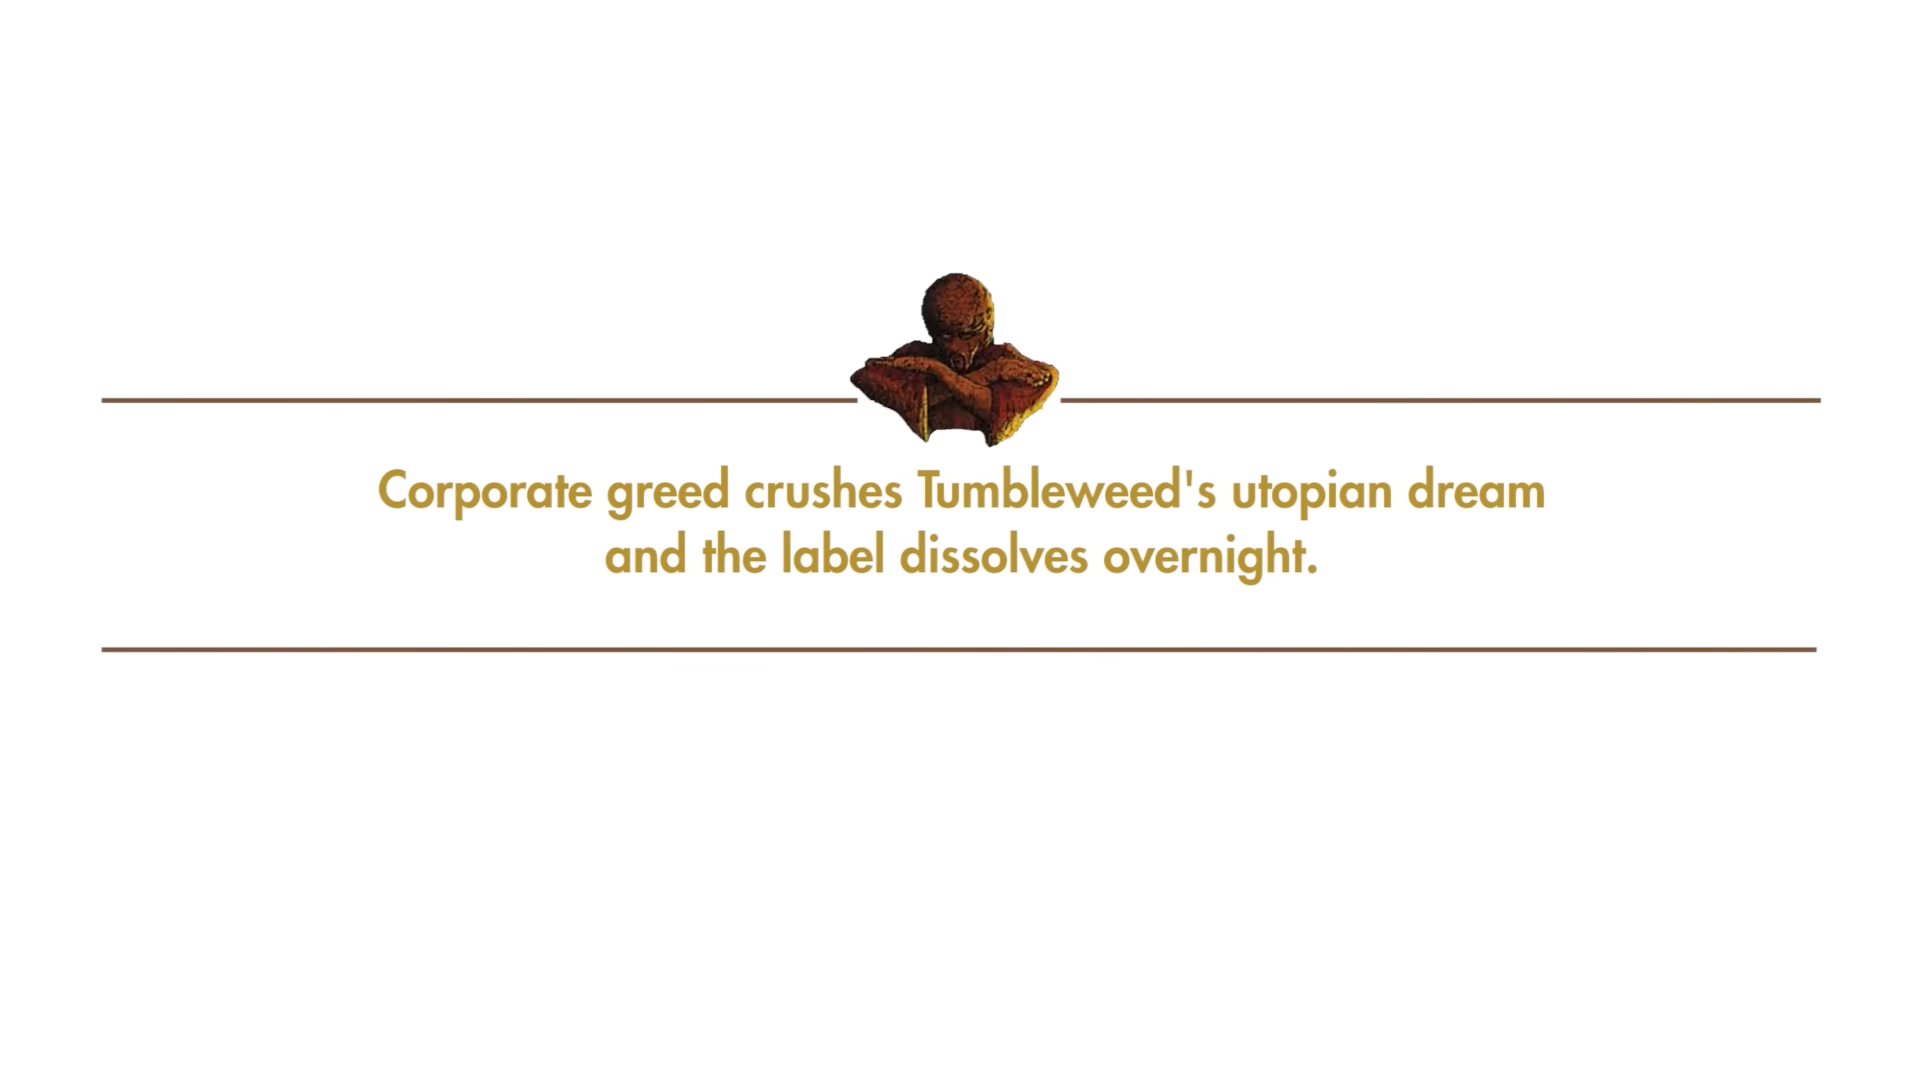 Corporate greed crushes Tumbleweed's utopian dream
and the label dissolves overnight.